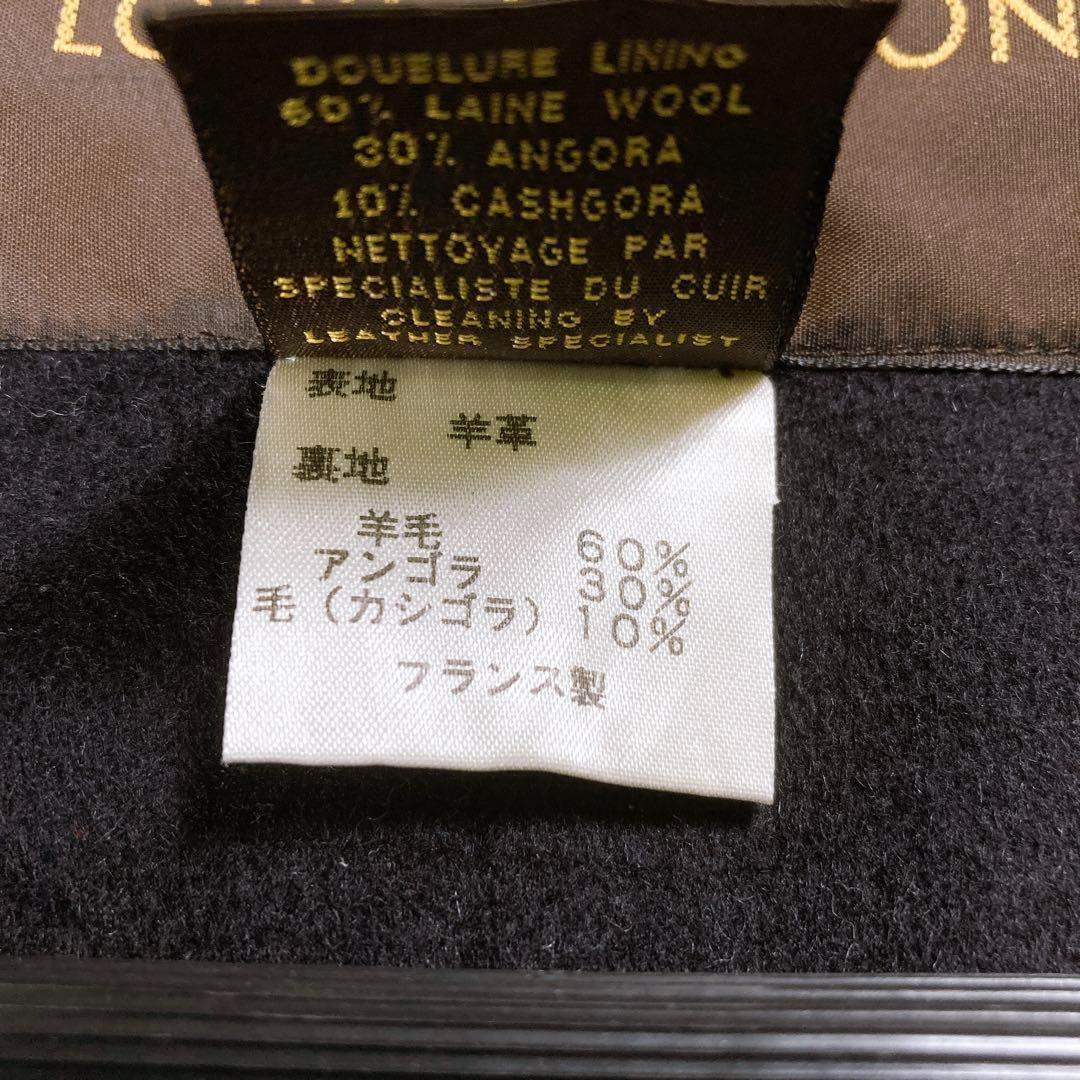 DOUELURE LINING
60% LAINE WOOL
30% ANGORA
10% CASHGORA
NETTOYAGE PAR
SPECIALISTE DU CUIR
CLEANING BY
LEATHER SPECIALIST
表地
羊革
裏地
羊毛 60%
アンゴラ 30%
毛(カシゴラ) 10%
フランス製